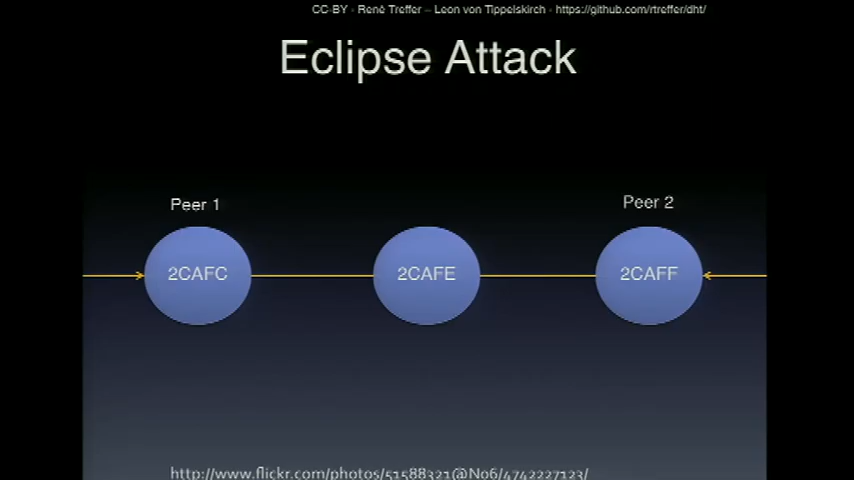 CC-BY - René Treffer – Leon von Tippelskirch - https://github.com/rtreffer/dht/
Eclipse Attack
Peer 1
Peer 2
2CAFC
2CAFE
2CAFF
http://www.flickr.com/photos/51588321@N06/4742227123/